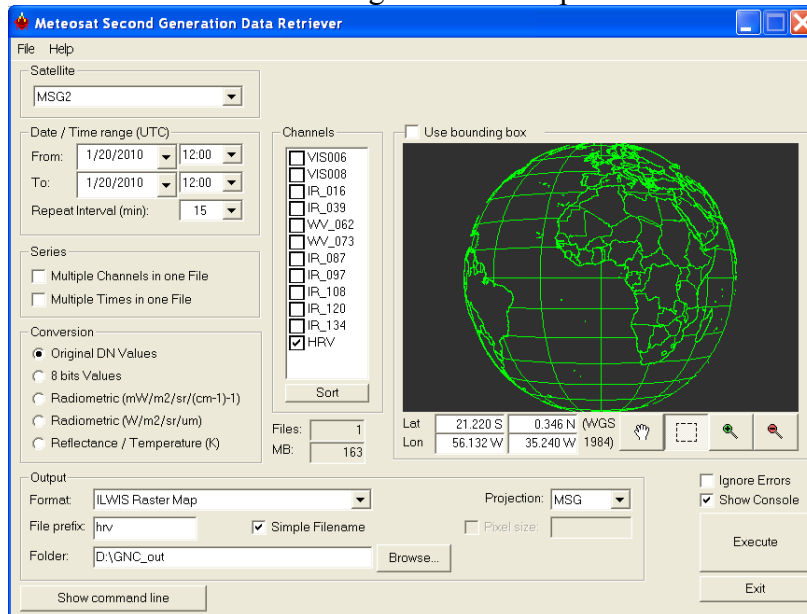 Meteosat Second Generation Data Retriever
File Help
Satellite
MSG2
Date / Time range (UTC)
From: 1/20/2010 12:00
To: 1/20/2010 12:00
Repeat Interval (min): 15
Series
Multiple Channels in one File
Multiple Times in one File
Conversion
Original DN Values
8 bits Values
Radiometric (mW/m2/sr/(cm-1)-1)
Radiometric (W/m2/sr/um)
Reflectance / Temperature (K)
Channels
VIS006
VIS008
IR_016
IR_039
WV_062
WV_073
IR_087
IR_097
IR_108
IR_120
IR_134
HRV
Sort
Files: 1
MB: 163
Use bounding box
Lat 21.220 S 0.346 N (WGS
Lon 56.132 W 35.240 W 1984)
Output
Format: ILWIS Raster Map
Projection: MSG
File prefix: hrv
Simple Filename
Pixel size:
Folder: D:\GNC_out
Browse...
Ignore Errors
Show Console
Execute
Exit
Show command line